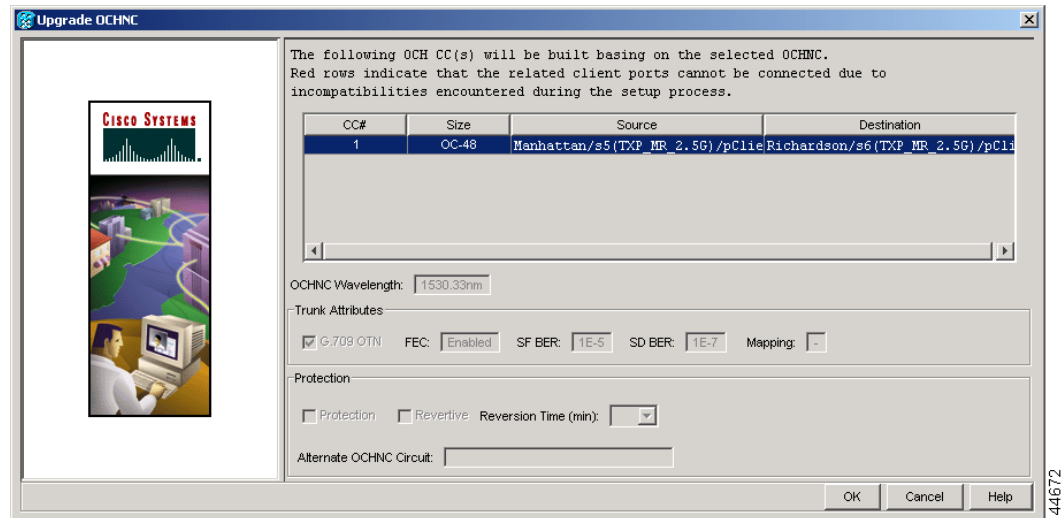 Upgrade OCHNC
The following OCH CC(s) will be built basing on the selected OCHNC.
Red rows indicate that the related client ports cannot be connected due to
incompatibilities encountered during the setup process.
CISCO SYSTEMS
CC# Size Source Destination
1 OC-48 Manhattan/s5(TXP_MR_2.5G)/pClie Richardson/s6(TXP_MR_2.5G)/pCli
OCHNC Wavelength: 1530.33nm
Trunk Attributes
G.709 OTN FEC: Enabled SF BER: 1E-5 SD BER: 1E-7 Mapping: -
Protection
Protection Revertive Reversion Time (min):
Alternate OCHNC Circuit:
OK Cancel Help
44672